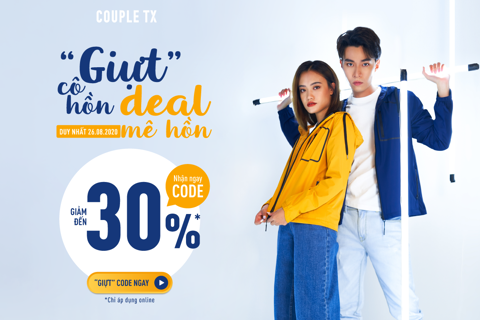 COUPLE TX
“Giựt”
cô hồn deal
mê hồn
DUY NHẤT 26.08.2020
Nhận ngay
CODE
GIẢM
ĐẾN
30%*
“GIỰT” CODE NGAY
*Chỉ áp dụng online